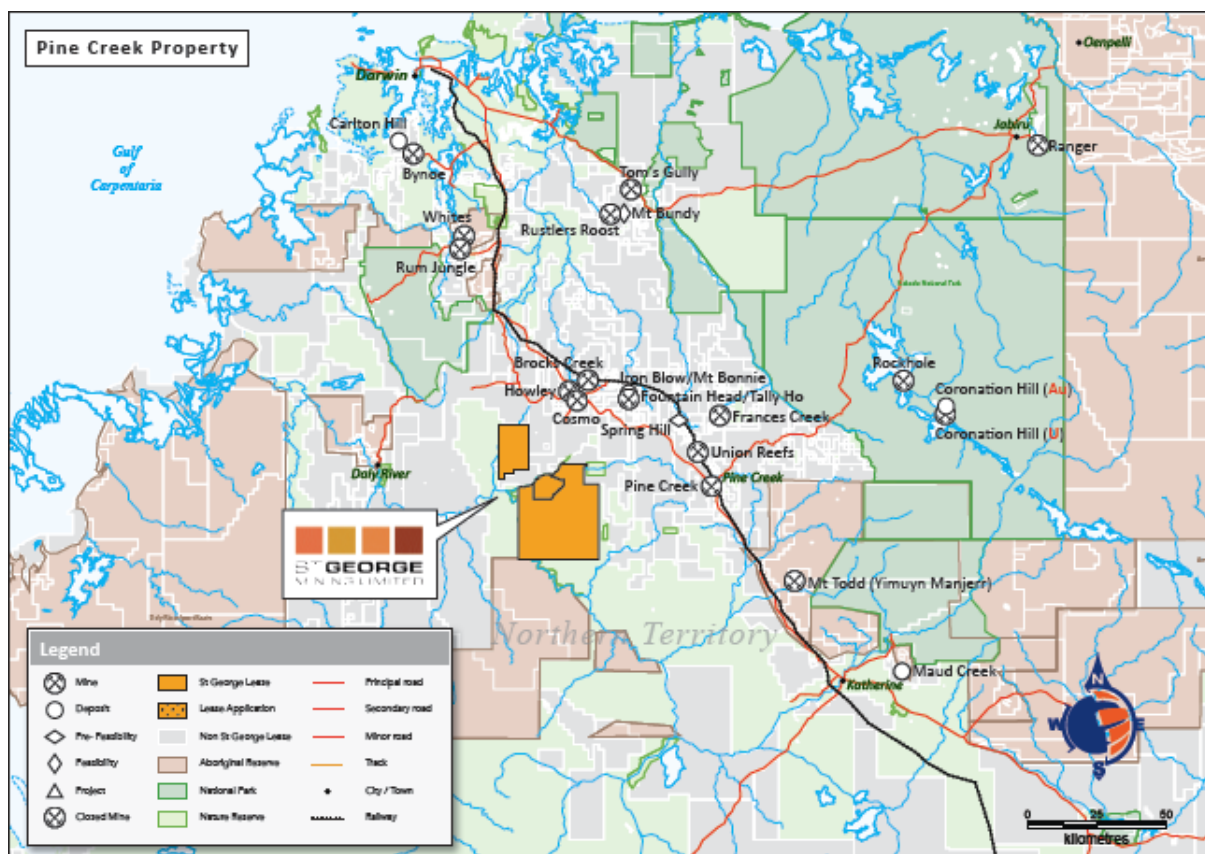 Pine Creek Property
Oenpelli
Darwin
Carlton Hill
Jabiru
Gulf
of
Carpentaria
Ranger
Bynoe
Tom's Gully
Mt Bundy
Whites
Rustlers Roost
Rum Jungle
Kakadu National Park
Brocks Creek
Rockhole
Iron Blow/Mt Bonnie
Howley
Fountain Head/Tally Ho
Coronation Hill (Au)
Cosmo
Frances Creek
Spring Hill
Coronation Hill (U)
Union Reefs
Daly River
Pine Creek
Pine Creek
ST GEORGE
MINING LIMITED
Mt Todd (Yimuyn Manjerr)
Northern Territory
Maud Creek
Katherine
N
W E
S
Legend
Mine St George Lease Principal road
Deposit Lease Application Secondary road
Pre- Feasibility Non St George Lease Minor road
Feasibility Aboriginal Reserve Track
Project National Park City / Town
Closed Mine Nature Reserve Railway
0 25 50
kilometres